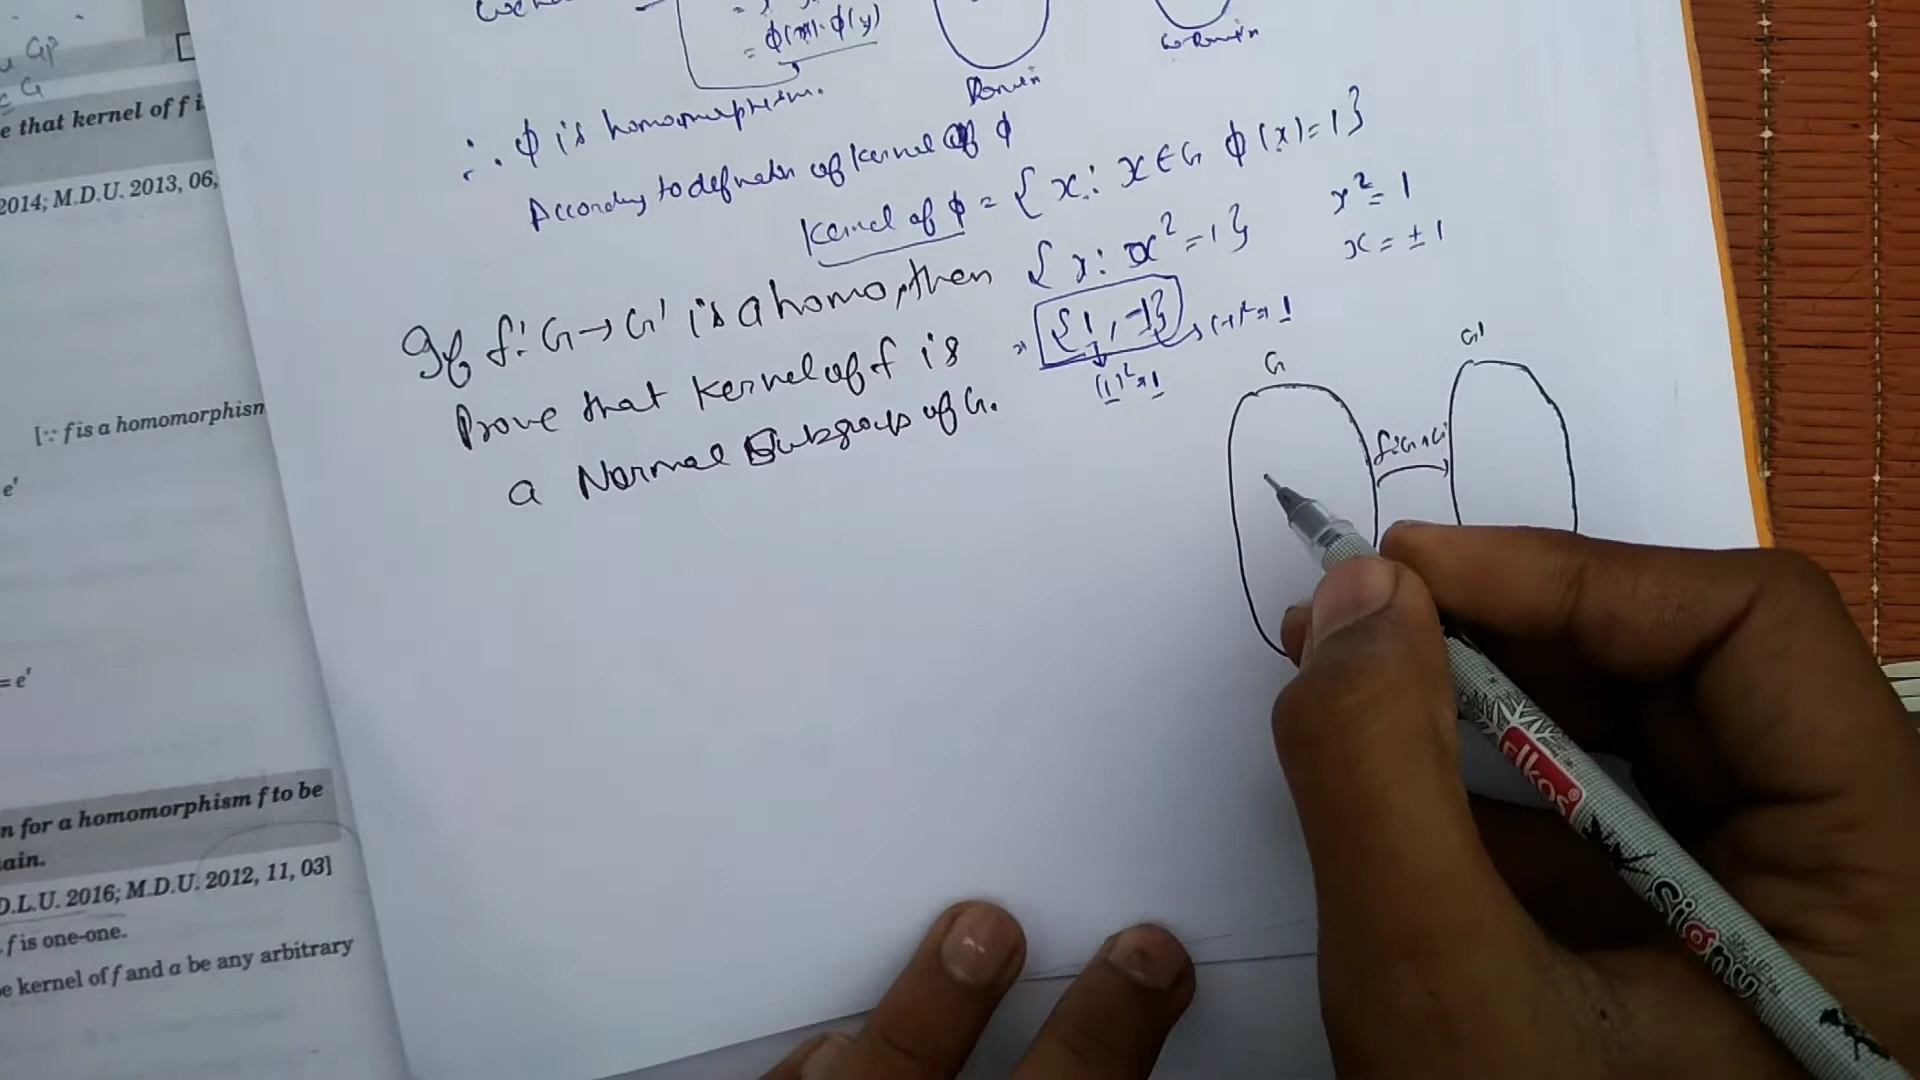 = φ(x)·φ(y)
Domain
Co-Domain
∴ φ is homomorphism.
According to definition of kernel of φ
Kernel of φ = { x : x ∈ G φ(x) = 1 }
{ x : x² = 1 }
x² = 1
x = ± 1
{1, -1}
(-1)² = 1
(1)² = 1
If f: G → G' is a homo, then
Prove that Kernel of f is
a Normal Subgroup of G.
G
G'
f: G → G'
GP
G
e that kernel of f i
2014; M.D.U. 2013, 06,
[∵ f is a homomorphism
e'
= e'
n for a homomorphism f to be
ain.
D.L.U. 2016; M.D.U. 2012, 11, 03]
f is one-one.
e kernel of f and a be any arbitrary
Elkos®
Signu